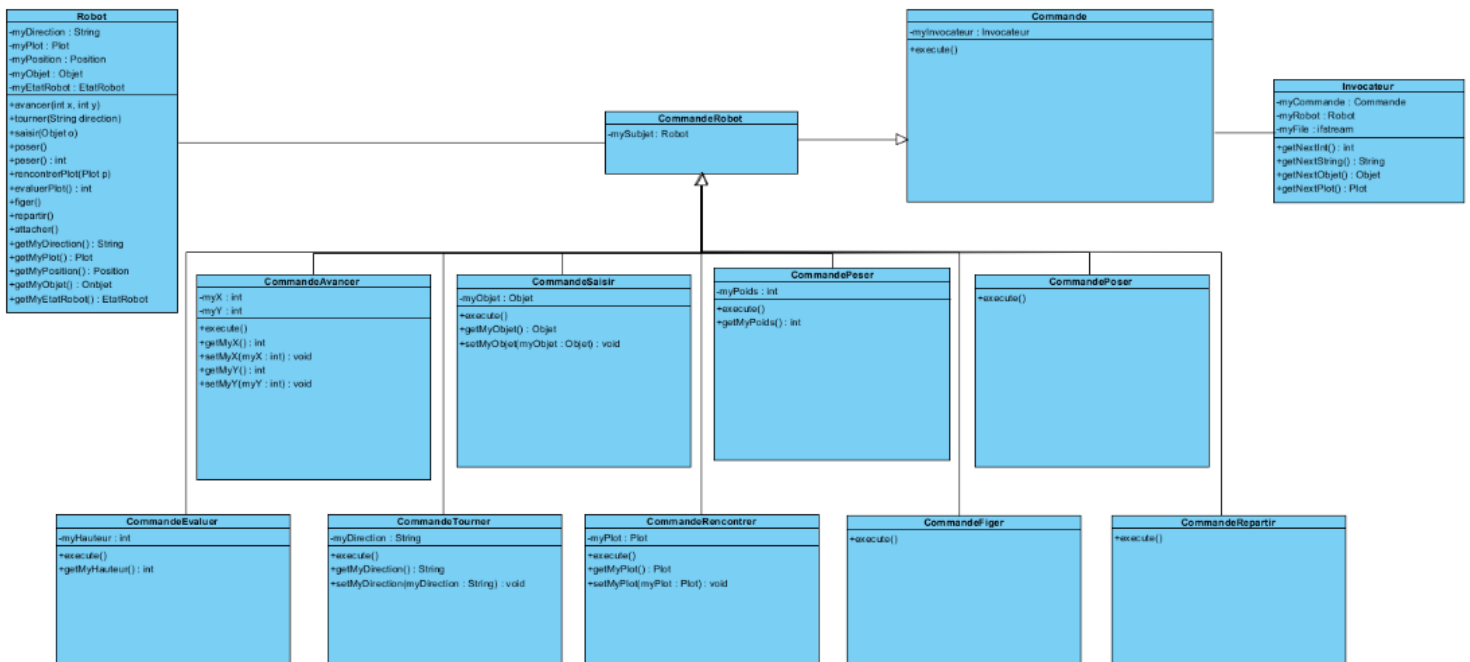 Robot
-myDirection : String
-myPlot : Plot
-myPosition : Position
-myObjet : Objet
-myEtatRobot : EtatRobot
+avancer(int x, int y)
+tourner(String direction)
+saisir(Objet o)
+poser()
+peser() : int
+rencontrerPlot(Plot p)
+evaluerPlot() : int
+figer()
+repartir()
+attacher()
+getMyDirection() : String
+getMyPlot() : Plot
+getMyPosition() : Position
+getMyObjet() : Onbjet
+getMyEtatRobot() : EtatRobot
CommandeRobot
-mySubjet : Robot
Commande
-myInvocateur : Invocateur
+execute()
Invocateur
-myCommande : Commande
-myRobot : Robot
-myFile : ifstream
+getNextInt() : int
+getNextString() : String
+getNextObjet() : Objet
+getNextPlot() : Plot
CommandeAvancer
-myX : int
-myY : int
+execute()
+getMyX() : int
+setMyX(myX : int) : void
+getMyY() : int
+setMyY(myY : int) : void
CommandeSaisir
-myObjet : Objet
+execute()
+getMyObjet() : Objet
+setMyObjet(myObjet : Objet) : void
CommandePeser
-myPoids : int
+execute()
+getMyPoids() : int
CommandePoser
+execute()
CommandeEvaluer
-myHauteur : int
+execute()
+getMyHauteur() : int
CommandeTourner
-myDirection : String
+execute()
+getMyDirection() : String
+setMyDirection(myDirection : String) : void
CommandeRencontrer
-myPlot : Plot
+execute()
+getMyPlot() : Plot
+setMyPlot(myPlot : Plot) : void
CommandeFiger
+execute()
CommandeRepartir
+execute()